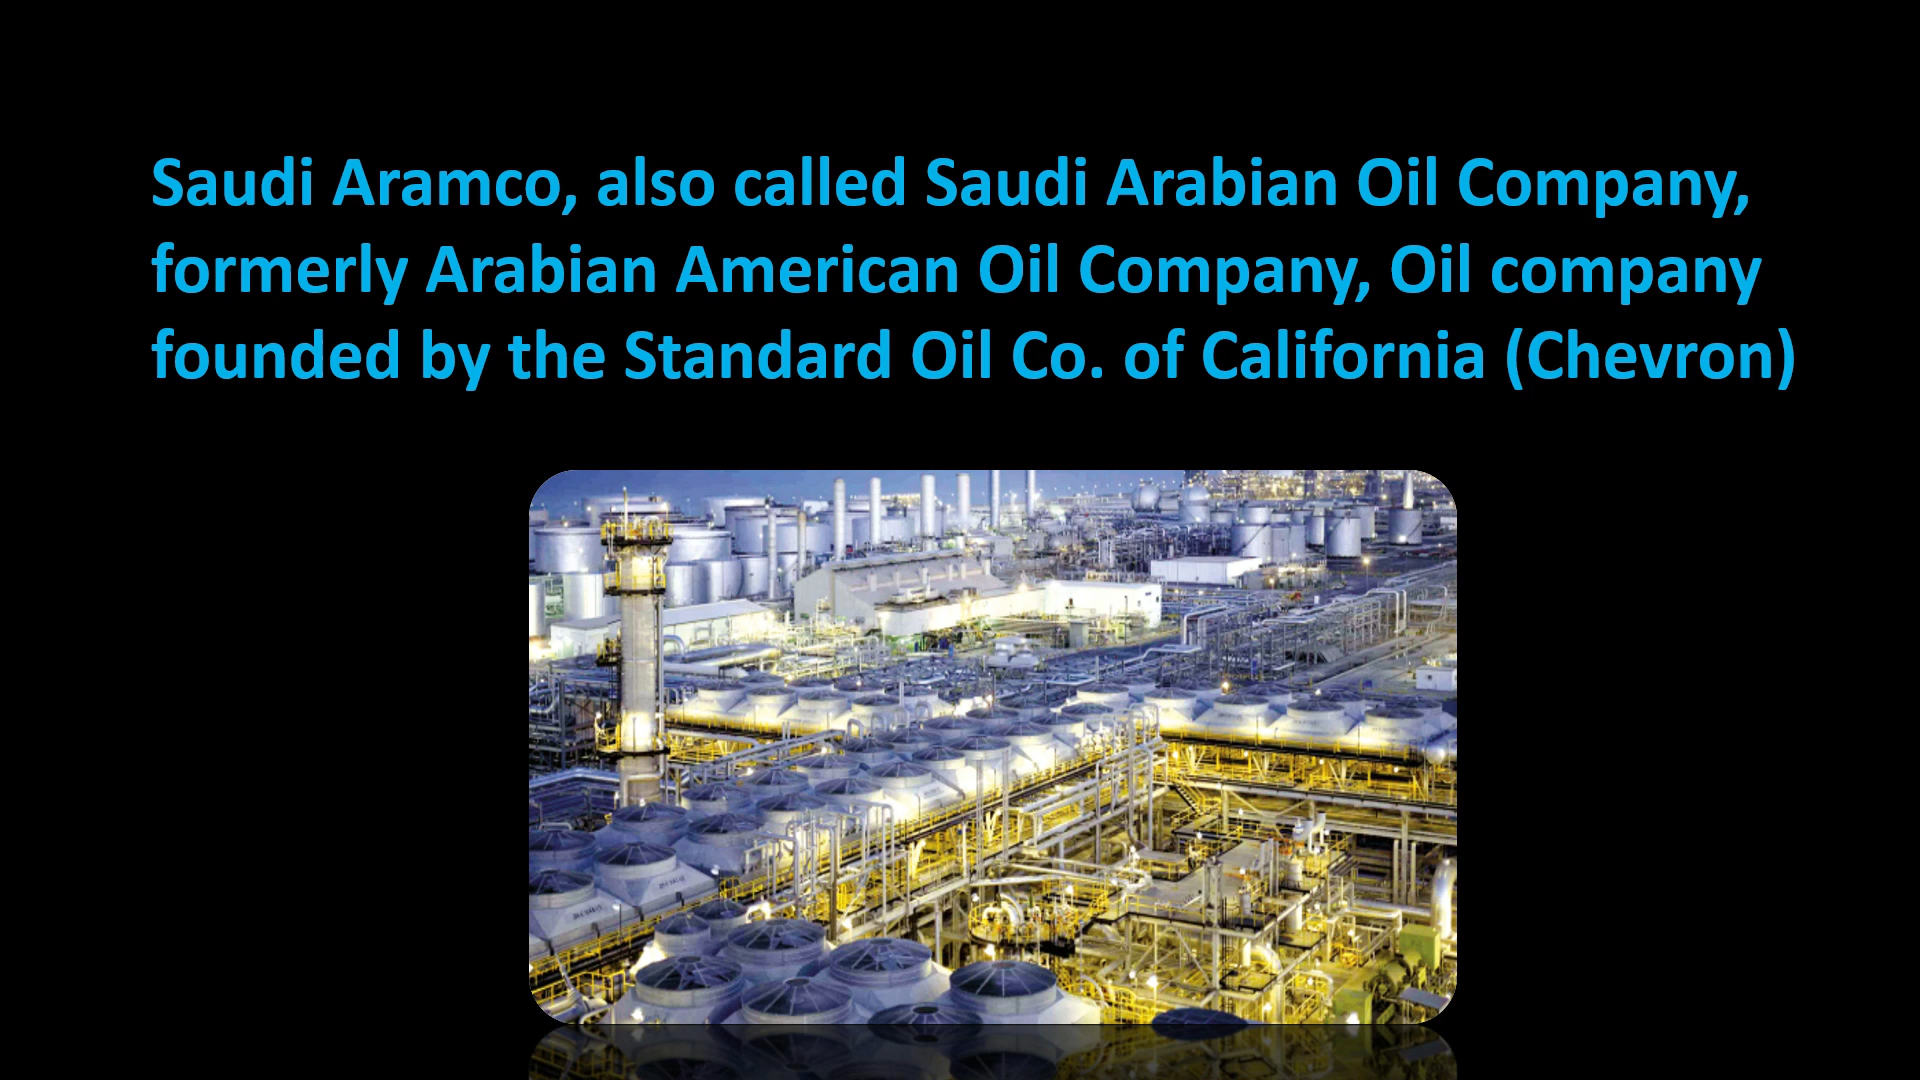 Saudi Aramco, also called Saudi Arabian Oil Company,
formerly Arabian American Oil Company, Oil company
founded by the Standard Oil Co. of California (Chevron)